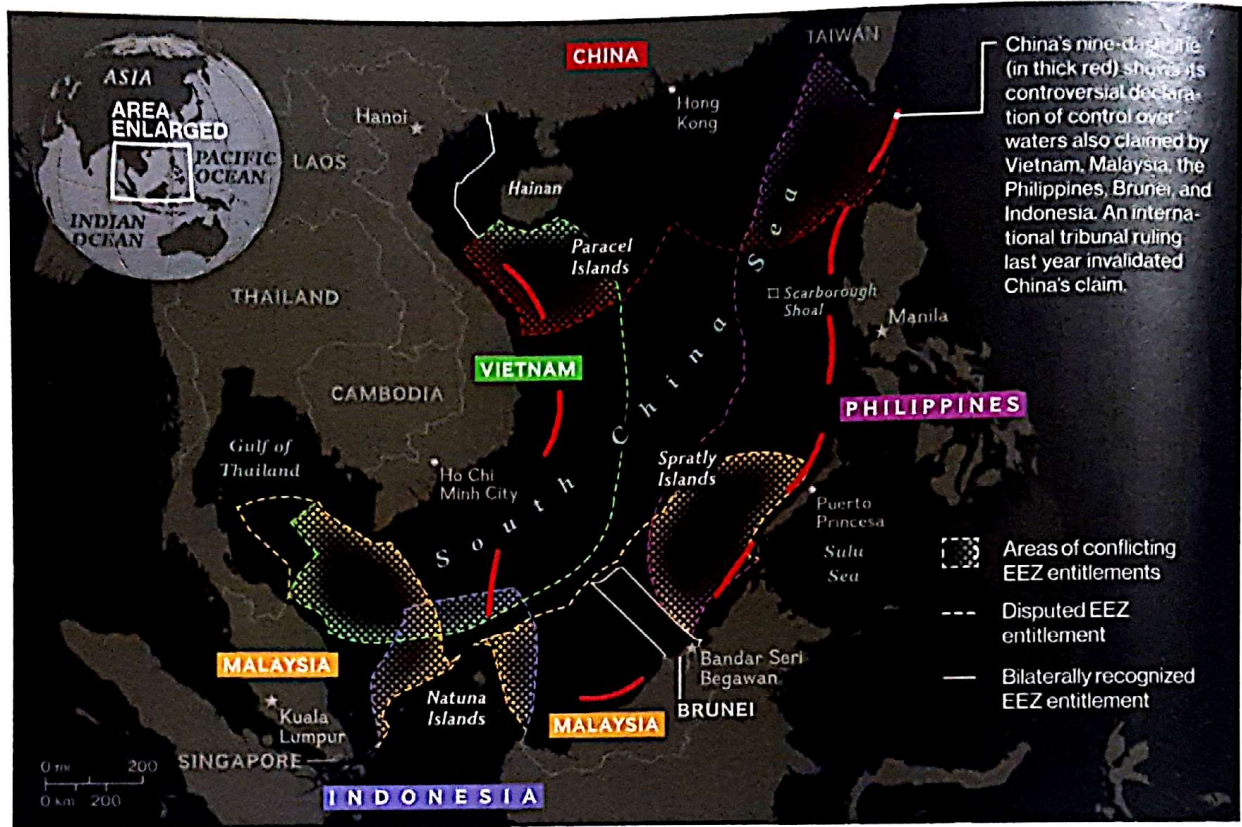 ASIA
AREA
ENLARGED
PACIFIC
OCEAN
INDIAN
OCEAN
CHINA
TAIWAN
Hanoi
Hong
Kong
LAOS
Hainan
Paracel
Islands
THAILAND
Scarborough
Shoal
Manila
VIETNAM
CAMBODIA
PHILIPPINES
South China Sea
Gulf of
Thailand
Ho Chi
Minh City
Spratly
Islands
Puerto
Princesa
Sulu
Sea
MALAYSIA
Natuna
Islands
Bandar Seri
Begawan
BRUNEI
MALAYSIA
Kuala
Lumpur
SINGAPORE
INDONESIA
0 mi 200
0 km 200
China's nine-dash line
(in thick red) shows its
controversial declara-
tion of control over
waters also claimed by
Vietnam, Malaysia, the
Philippines, Brunei, and
Indonesia. An interna-
tional tribunal ruling
last year invalidated
China's claim.
Areas of conflicting
EEZ entitlements
Disputed EEZ
entitlement
Bilaterally recognized
EEZ entitlement